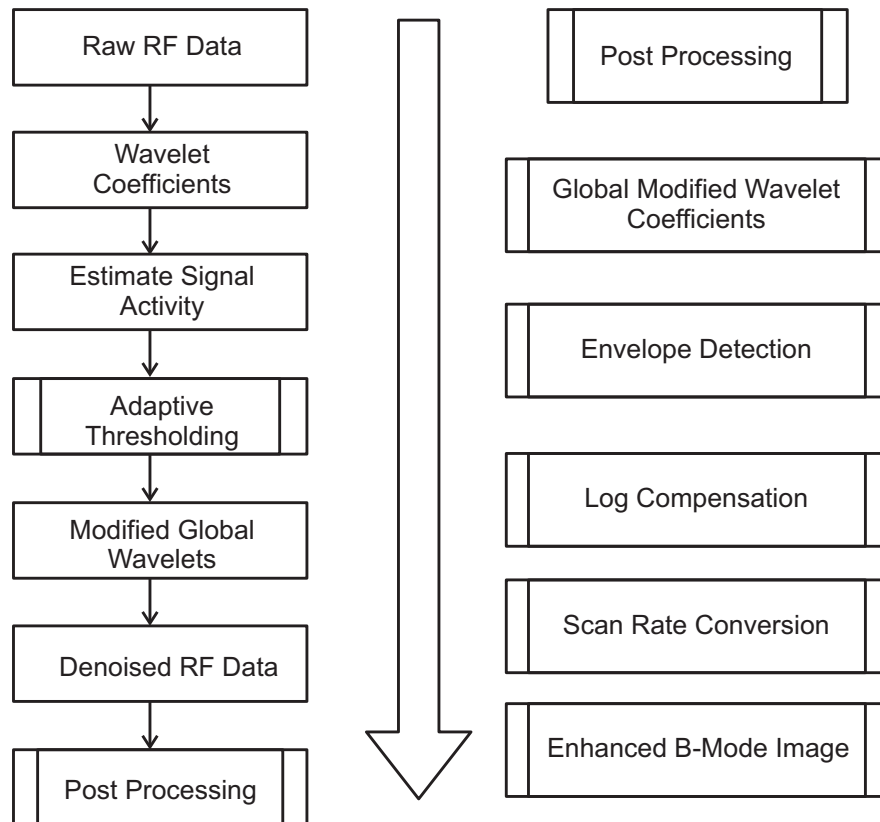 Raw RF Data
Wavelet
Coefficients
Estimate Signal
Activity
Adaptive
Thresholding
Modified Global
Wavelets
Denoised RF Data
Post Processing
Post Processing
Global Modified Wavelet
Coefficients
Envelope Detection
Log Compensation
Scan Rate Conversion
Enhanced B-Mode Image